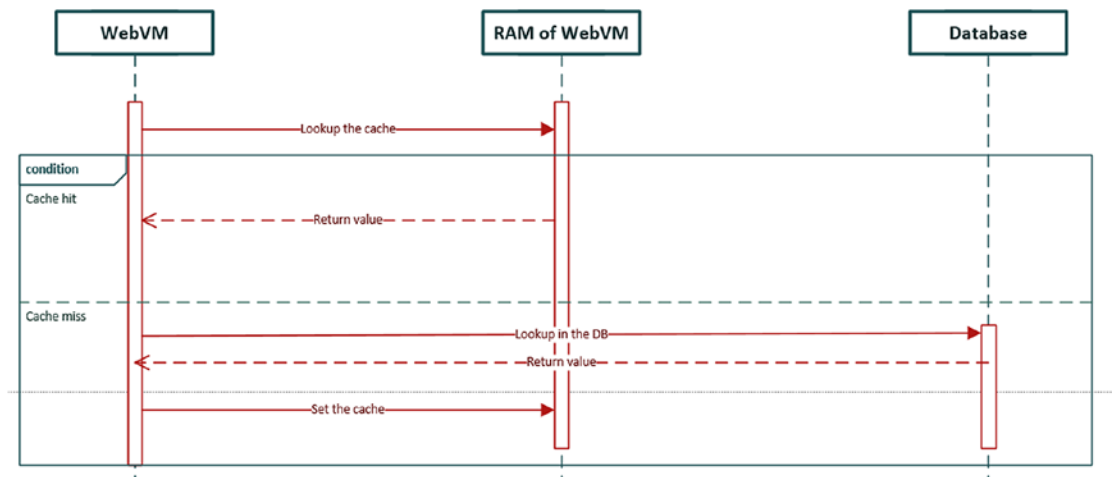 WebVM
RAM of WebVM
Database
Lookup the cache
condition
Cache hit
Return value
Cache miss
Lookup in the DB
Return value
Set the cache